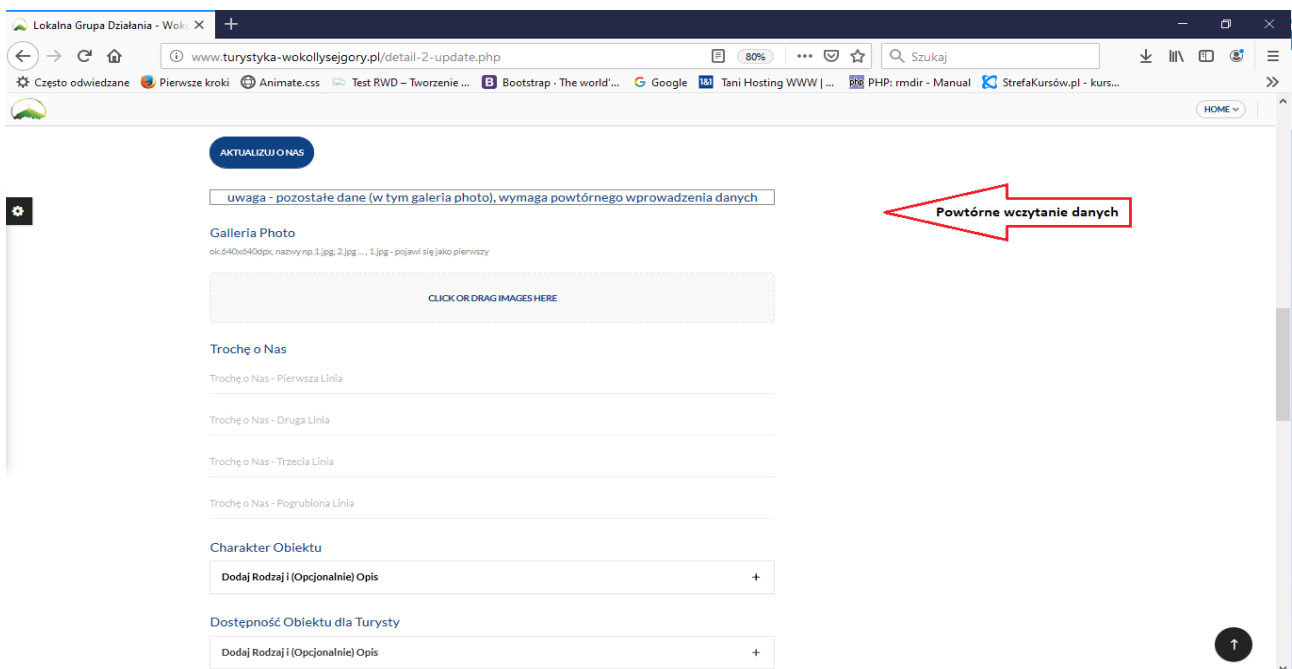 Lokalna Grupa Działania - Woko
www.turystyka-wokollysejgory.pl/detail-2-update.php
80%
Szukaj
Często odwiedzane Pierwsze kroki Animate.css Test RWD – Tworzenie ... Bootstrap · The world'... Google Tani Hosting WWW | ... PHP: rmdir - Manual StrefaKursów.pl - kurs...
HOME
AKTUALIZUJ O NAS
uwaga - pozostałe dane (w tym galeria photo), wymaga powtórnego wprowadzenia danych
Powtórne wczytanie danych
Galleria Photo
ok.640x640dpx, nazwy np.1.jpg, 2.jpg ... , 1.jpg - pojawi się jako pierwszy
CLICK OR DRAG IMAGES HERE
Trochę o Nas
Trochę o Nas - Pierwsza Linia
Trochę o Nas - Druga Linia
Trochę o Nas - Trzecia Linia
Trochę o Nas - Pogrubiona Linia
Charakter Obiektu
Dodaj Rodzaj i (Opcjonalnie) Opis +
Dostępność Obiektu dla Turysty
Dodaj Rodzaj i (Opcjonalnie) Opis +